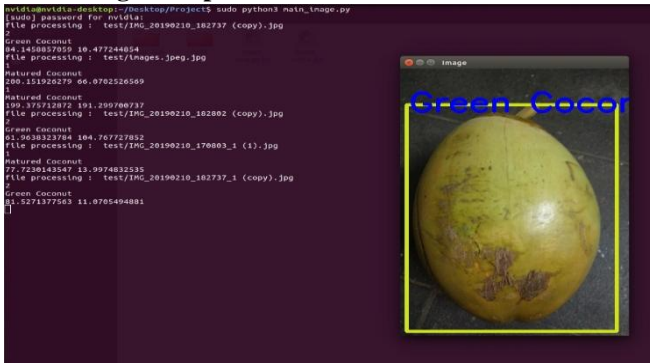 nvidia@nvidia-desktop:~/Desktop/Project$ sudo python3 main_image.py
[sudo] password for nvidia:
file processing :  test/IMG_20190210_182737 (copy).jpg
2
Green Coconut
84.1458857059 10.477244854
file processing :  test/images.jpeg.jpg
1
Matured Coconut
200.151926279 66.0702526569
1
Matured Coconut
199.375712872 191.299700737
file processing :  test/IMG_20190210_182802 (copy).jpg
2
Green Coconut
61.9638323784 104.767727852
file processing :  test/IMG_20190210_170803_1 (1).jpg
1
Matured Coconut
77.7230143547 13.9974832535
file processing :  test/IMG_20190210_182737_1 (copy).jpg
2
Green Coconut
81.5271377563 11.0705494881
Image
Green Cocor